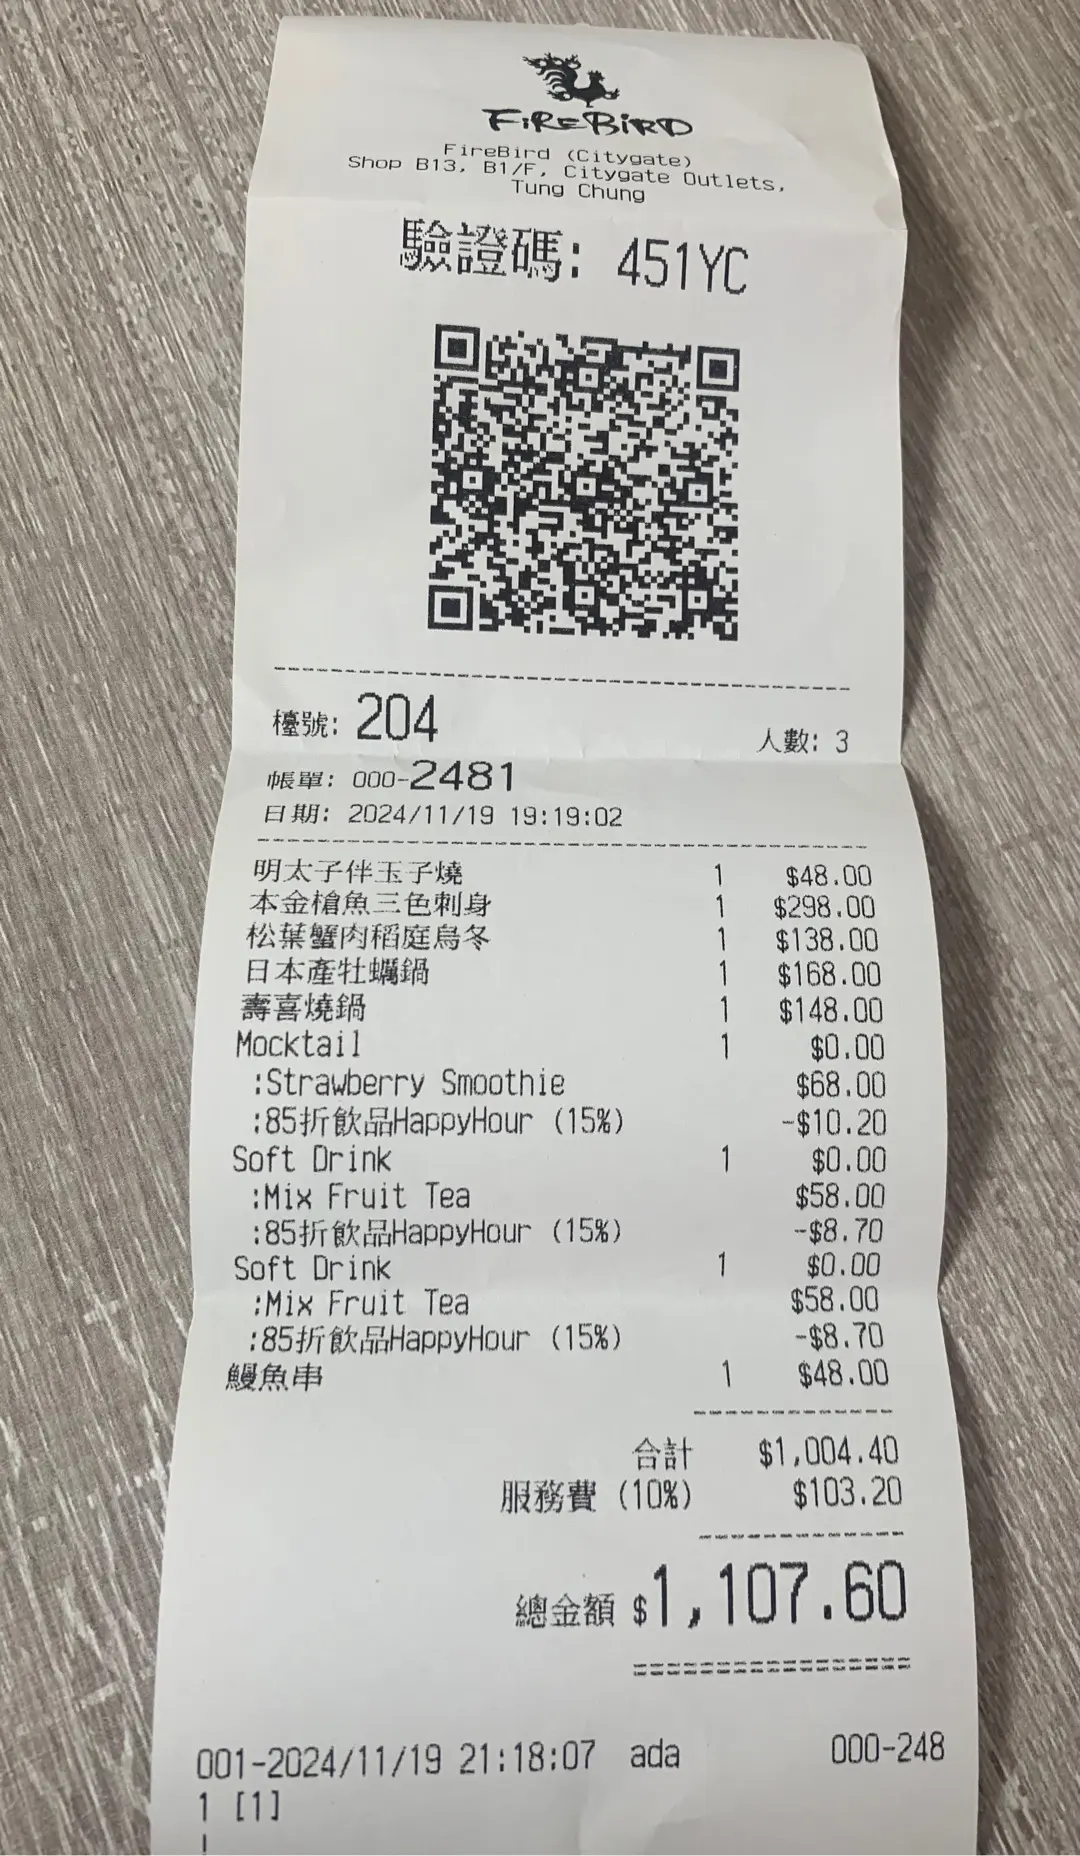 FIREBIRD
FireBird (Citygate)
Shop B13, B1/F, Citygate Outlets,
Tung Chung
驗證碼: 451YC
檯號: 204 人數: 3
帳單: 000-2481
日期: 2024/11/19 19:19:02
明太子伴玉子燒 1 $48.00
本金槍魚三色刺身 1 $298.00
松葉蟹肉稻庭烏冬 1 $138.00
日本產牡蠣鍋 1 $168.00
壽喜燒鍋 1 $148.00
Mocktail 1 $0.00
:Strawberry Smoothie $68.00
:85折飲品HappyHour (15%) -$10.20
Soft Drink 1 $0.00
:Mix Fruit Tea $58.00
:85折飲品HappyHour (15%) -$8.70
Soft Drink 1 $0.00
:Mix Fruit Tea $58.00
:85折飲品HappyHour (15%) -$8.70
鰻魚串 1 $48.00
合計 $1,004.40
服務費 (10%) $103.20
總金額 $1,107.60
001-2024/11/19 21:18:07 ada 000-248
1 [1]